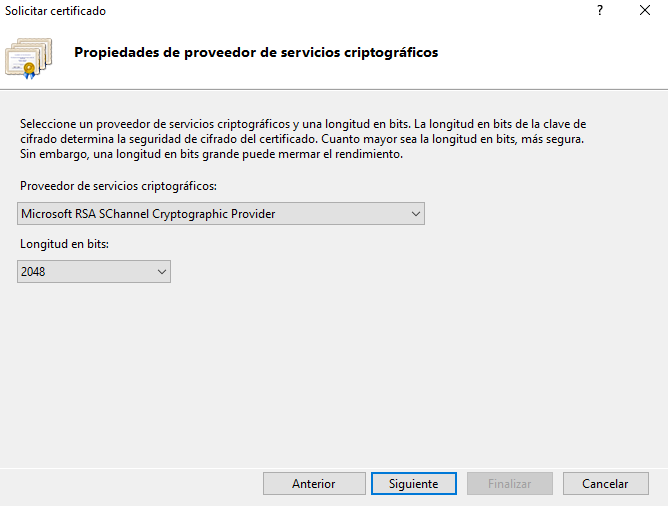 Solicitar certificado
Propiedades de proveedor de servicios criptográficos
Seleccione un proveedor de servicios criptográficos y una longitud en bits. La longitud en bits de la clave de
cifrado determina la seguridad de cifrado del certificado. Cuanto mayor sea la longitud en bits, más segura.
Sin embargo, una longitud en bits grande puede mermar el rendimiento.
Proveedor de servicios criptográficos:
Microsoft RSA SChannel Cryptographic Provider
Longitud en bits:
2048
Anterior Siguiente Finalizar Cancelar